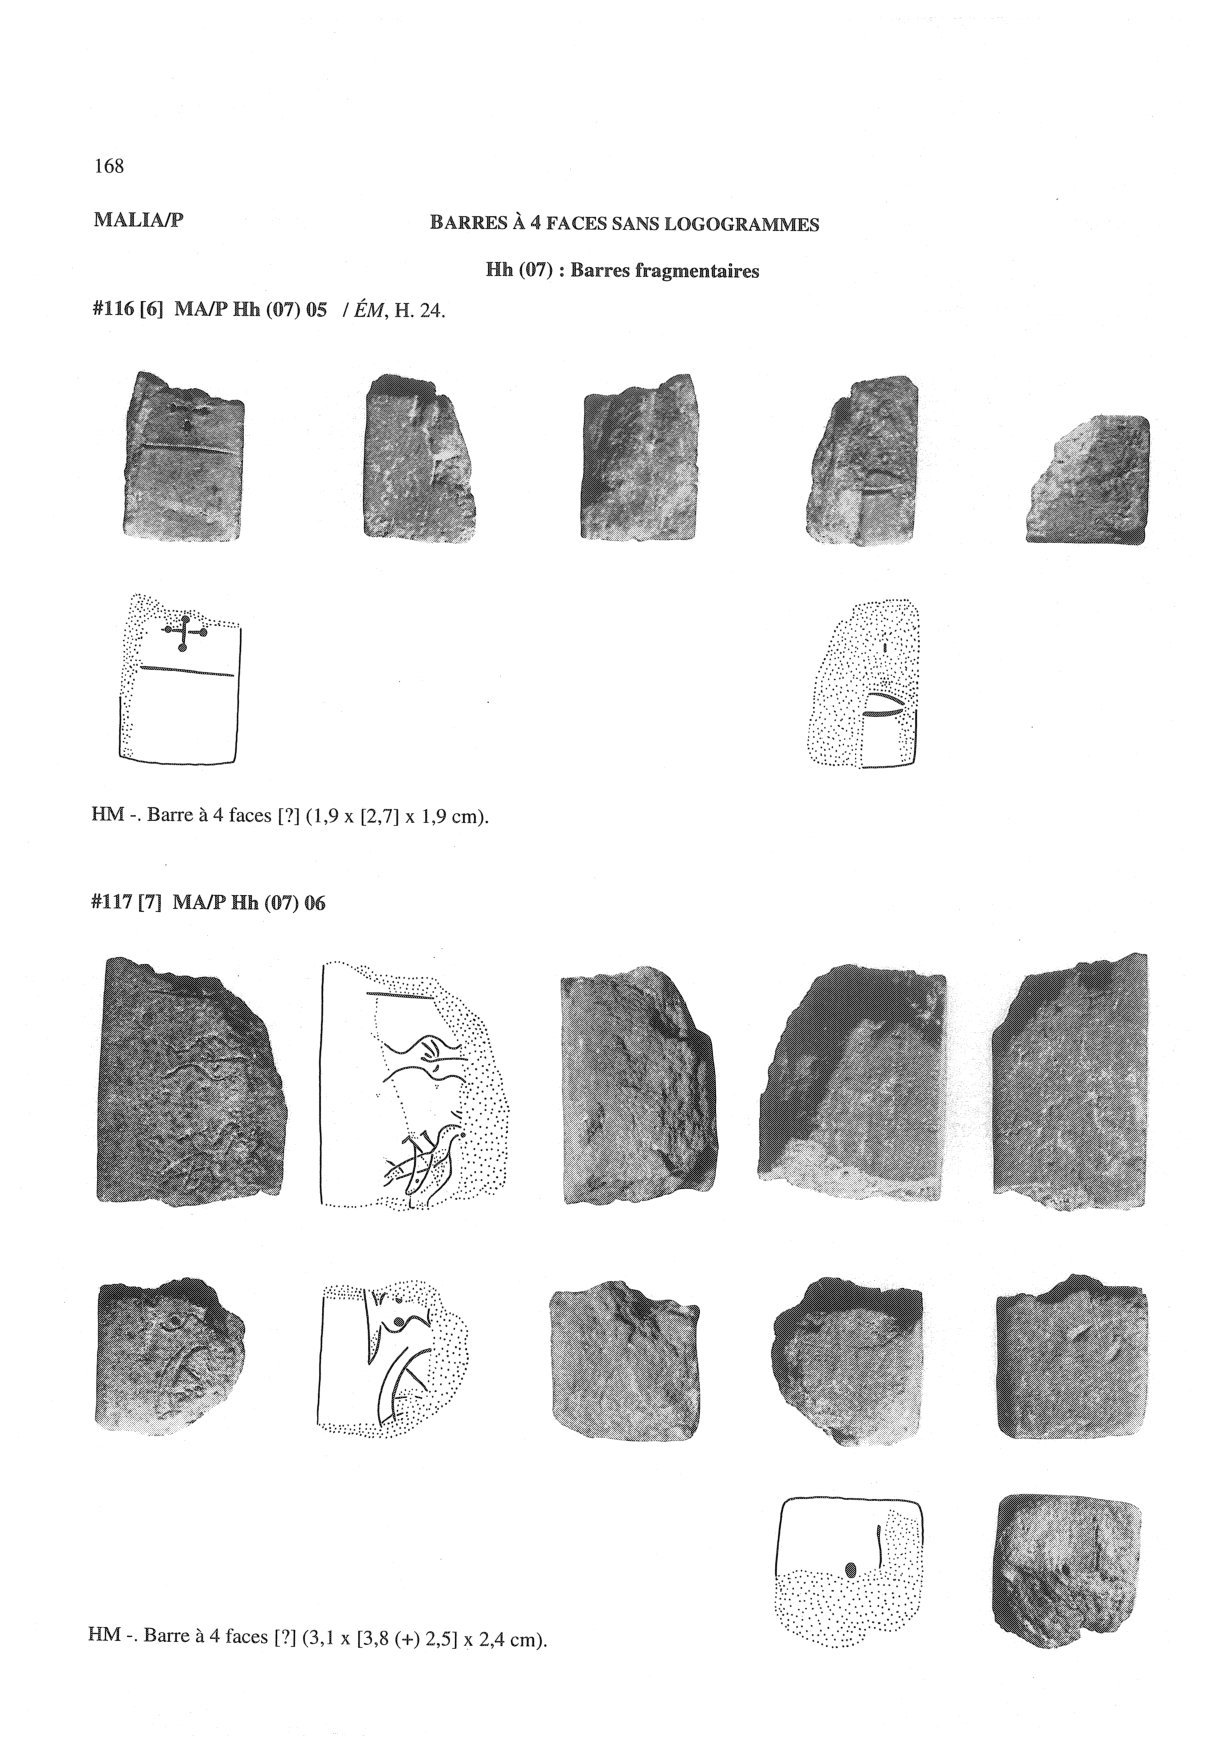 168
MALIA/P
BARRES À 4 FACES SANS LOGOGRAMMES
Hh (07) : Barres fragmentaires
#116 [6] MA/P Hh (07) 05 / ÉM, H. 24.
HM -. Barre à 4 faces [?] (1,9 x [2,7] x 1,9 cm).
#117 [7] MA/P Hh (07) 06
HM -. Barre à 4 faces [?] (3,1 x [3,8 (+) 2,5] x 2,4 cm).